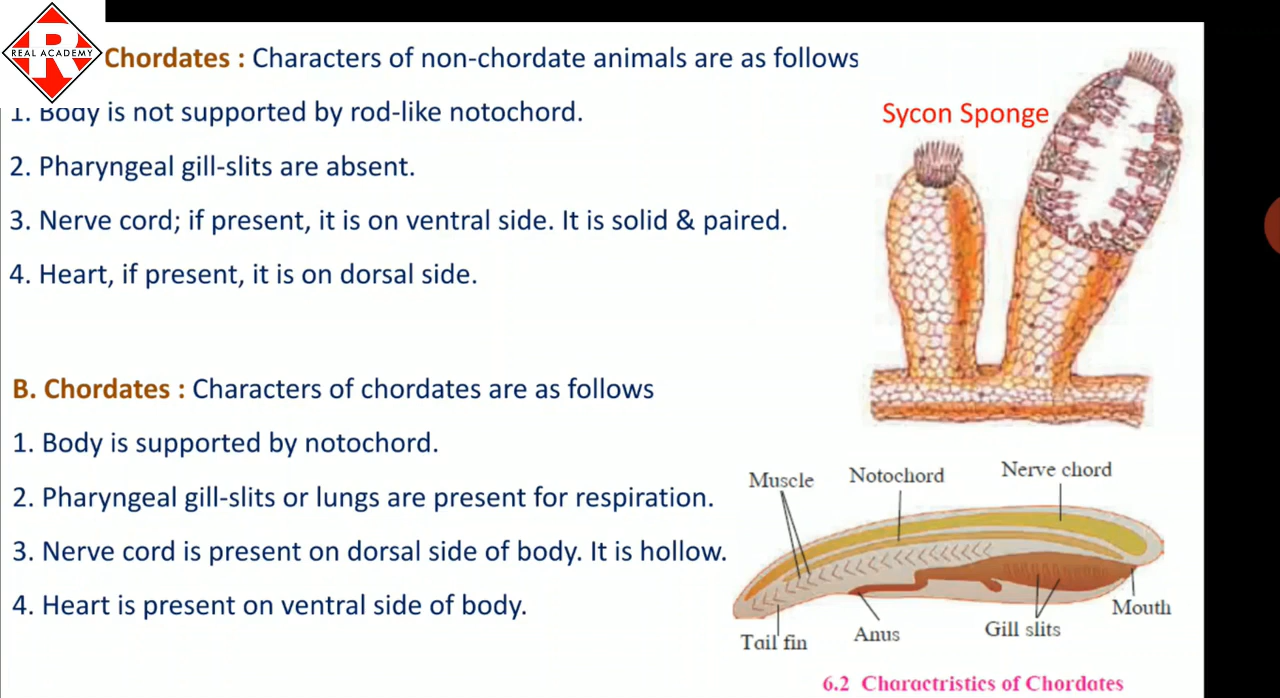 REAL ACADEMY
Chordates : Characters of non-chordate animals are as follows
1. Body is not supported by rod-like notochord.
Sycon Sponge
2. Pharyngeal gill-slits are absent.
3. Nerve cord; if present, it is on ventral side. It is solid & paired.
4. Heart, if present, it is on dorsal side.
B. Chordates : Characters of chordates are as follows
1. Body is supported by notochord.
2. Pharyngeal gill-slits or lungs are present for respiration.
3. Nerve cord is present on dorsal side of body. It is hollow.
4. Heart is present on ventral side of body.
Muscle
Notochord
Nerve chord
Tail fin
Anus
Gill slits
Mouth
6.2 Charactristics of Chordates